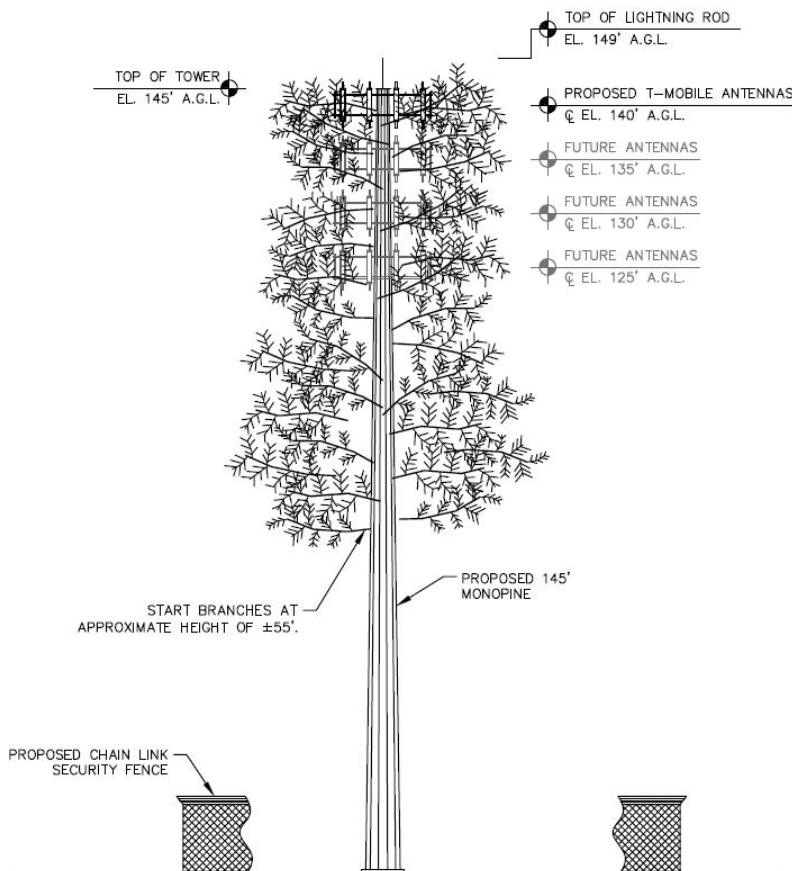 TOP OF LIGHTNING ROD
EL. 149' A.G.L.
TOP OF TOWER
EL. 145' A.G.L.
PROPOSED T-MOBILE ANTENNAS
℄ EL. 140' A.G.L.
FUTURE ANTENNAS
℄ EL. 135' A.G.L.
FUTURE ANTENNAS
℄ EL. 130' A.G.L.
FUTURE ANTENNAS
℄ EL. 125' A.G.L.
PROPOSED 145'
MONOPINE
START BRANCHES AT
APPROXIMATE HEIGHT OF ±55'.
PROPOSED CHAIN LINK
SECURITY FENCE